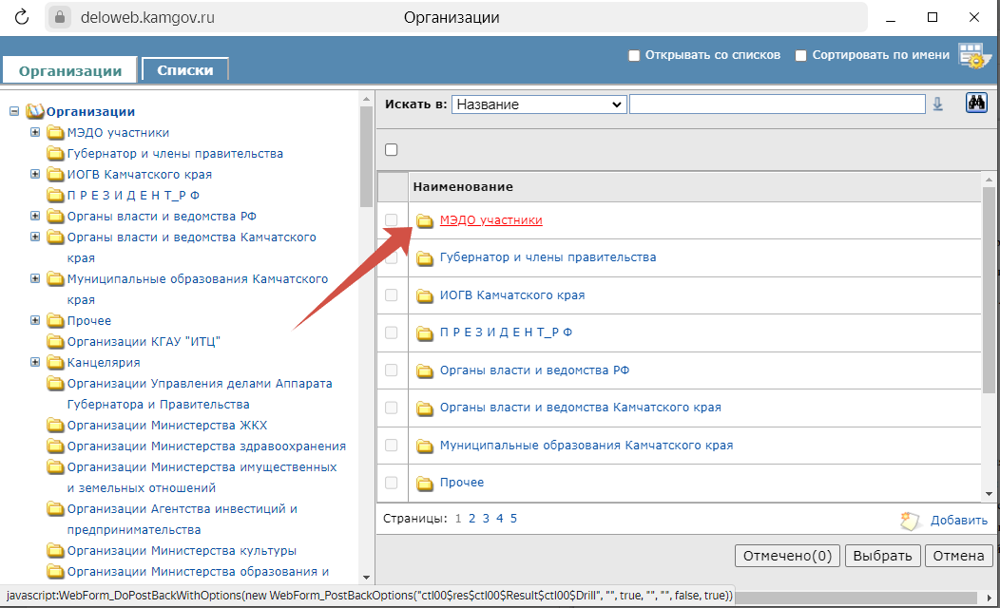 deloweb.kamgov.ru
Организации
Организации
Списки
Открывать со списков
Сортировать по имени
Организации
МЭДО участники
Губернатор и члены правительства
ИОГВ Камчатского края
П Р Е З И Д Е Н Т_Р Ф
Органы власти и ведомства РФ
Органы власти и ведомства Камчатского
края
Муниципальные образования Камчатского
края
Прочее
Организации КГАУ "ИТЦ"
Канцелярия
Организации Управления делами Аппарата
Губернатора и Правительства
Организации Министерства ЖКХ
Организации Министерства здравоохранения
Организации Министерства имущественных
и земельных отношений
Организации Агентства инвестиций и
предпринимательства
Организации Министерства культуры
Организации Министерства образования и
Искать в:
Название
Наименование
МЭДО участники
Губернатор и члены правительства
ИОГВ Камчатского края
П Р Е З И Д Е Н Т_Р Ф
Органы власти и ведомства РФ
Органы власти и ведомства Камчатского края
Муниципальные образования Камчатского края
Прочее
Страницы: 1 2 3 4 5
Добавить
Отмечено(0)
Выбрать
Отмена
javascript:WebForm_DoPostBackWithOptions(new WebForm_PostBackOptions("ctl00$res$ctl00$Result$ctl00$Drill", "", true, "", "", false, true))